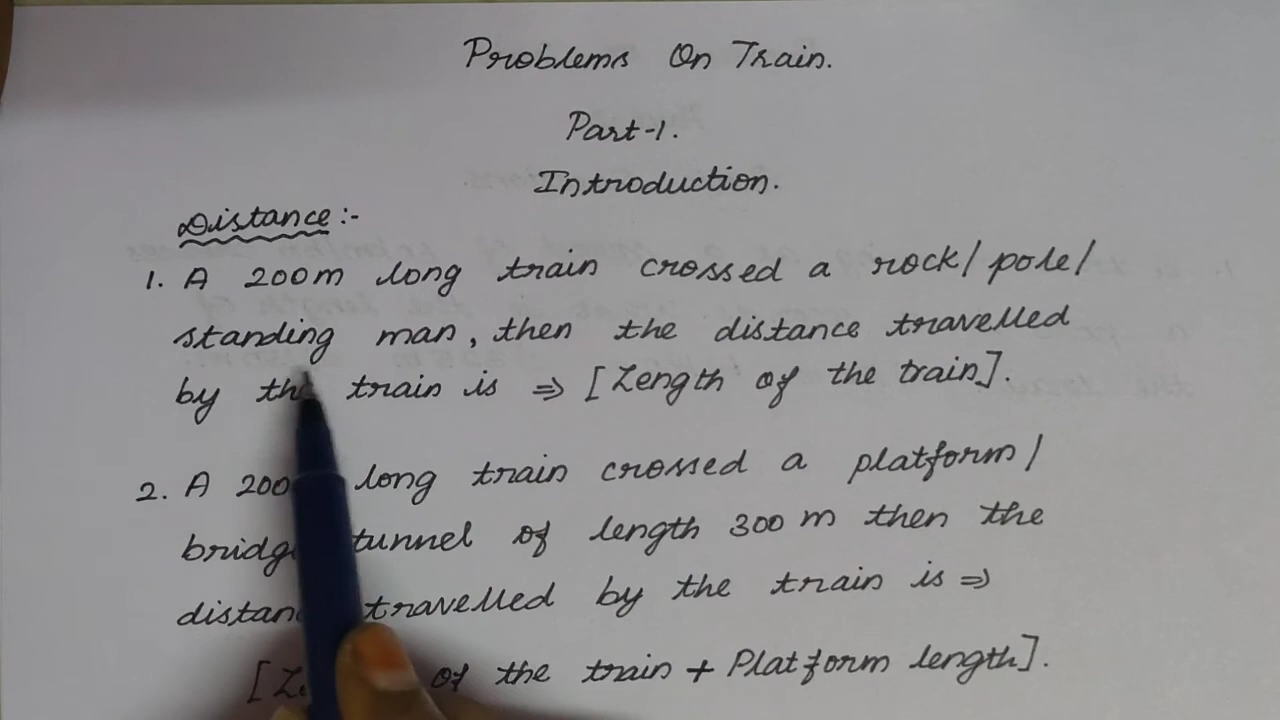 Problems On Train.
Part-1.
Introduction.
Distance :-
1. A 200m long train crossed a rock/ pole/
standing man, then the distance travelled
by the train is ⇒ [Length of the train].
2. A 200 long train crossed a platform/
tunnel of length 300 m then the
travelled by the train is ⇒
of the train + Platform length].